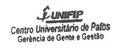 UNIFIP
Centro Universitário de Patos
Gerência de Gente e Gestão